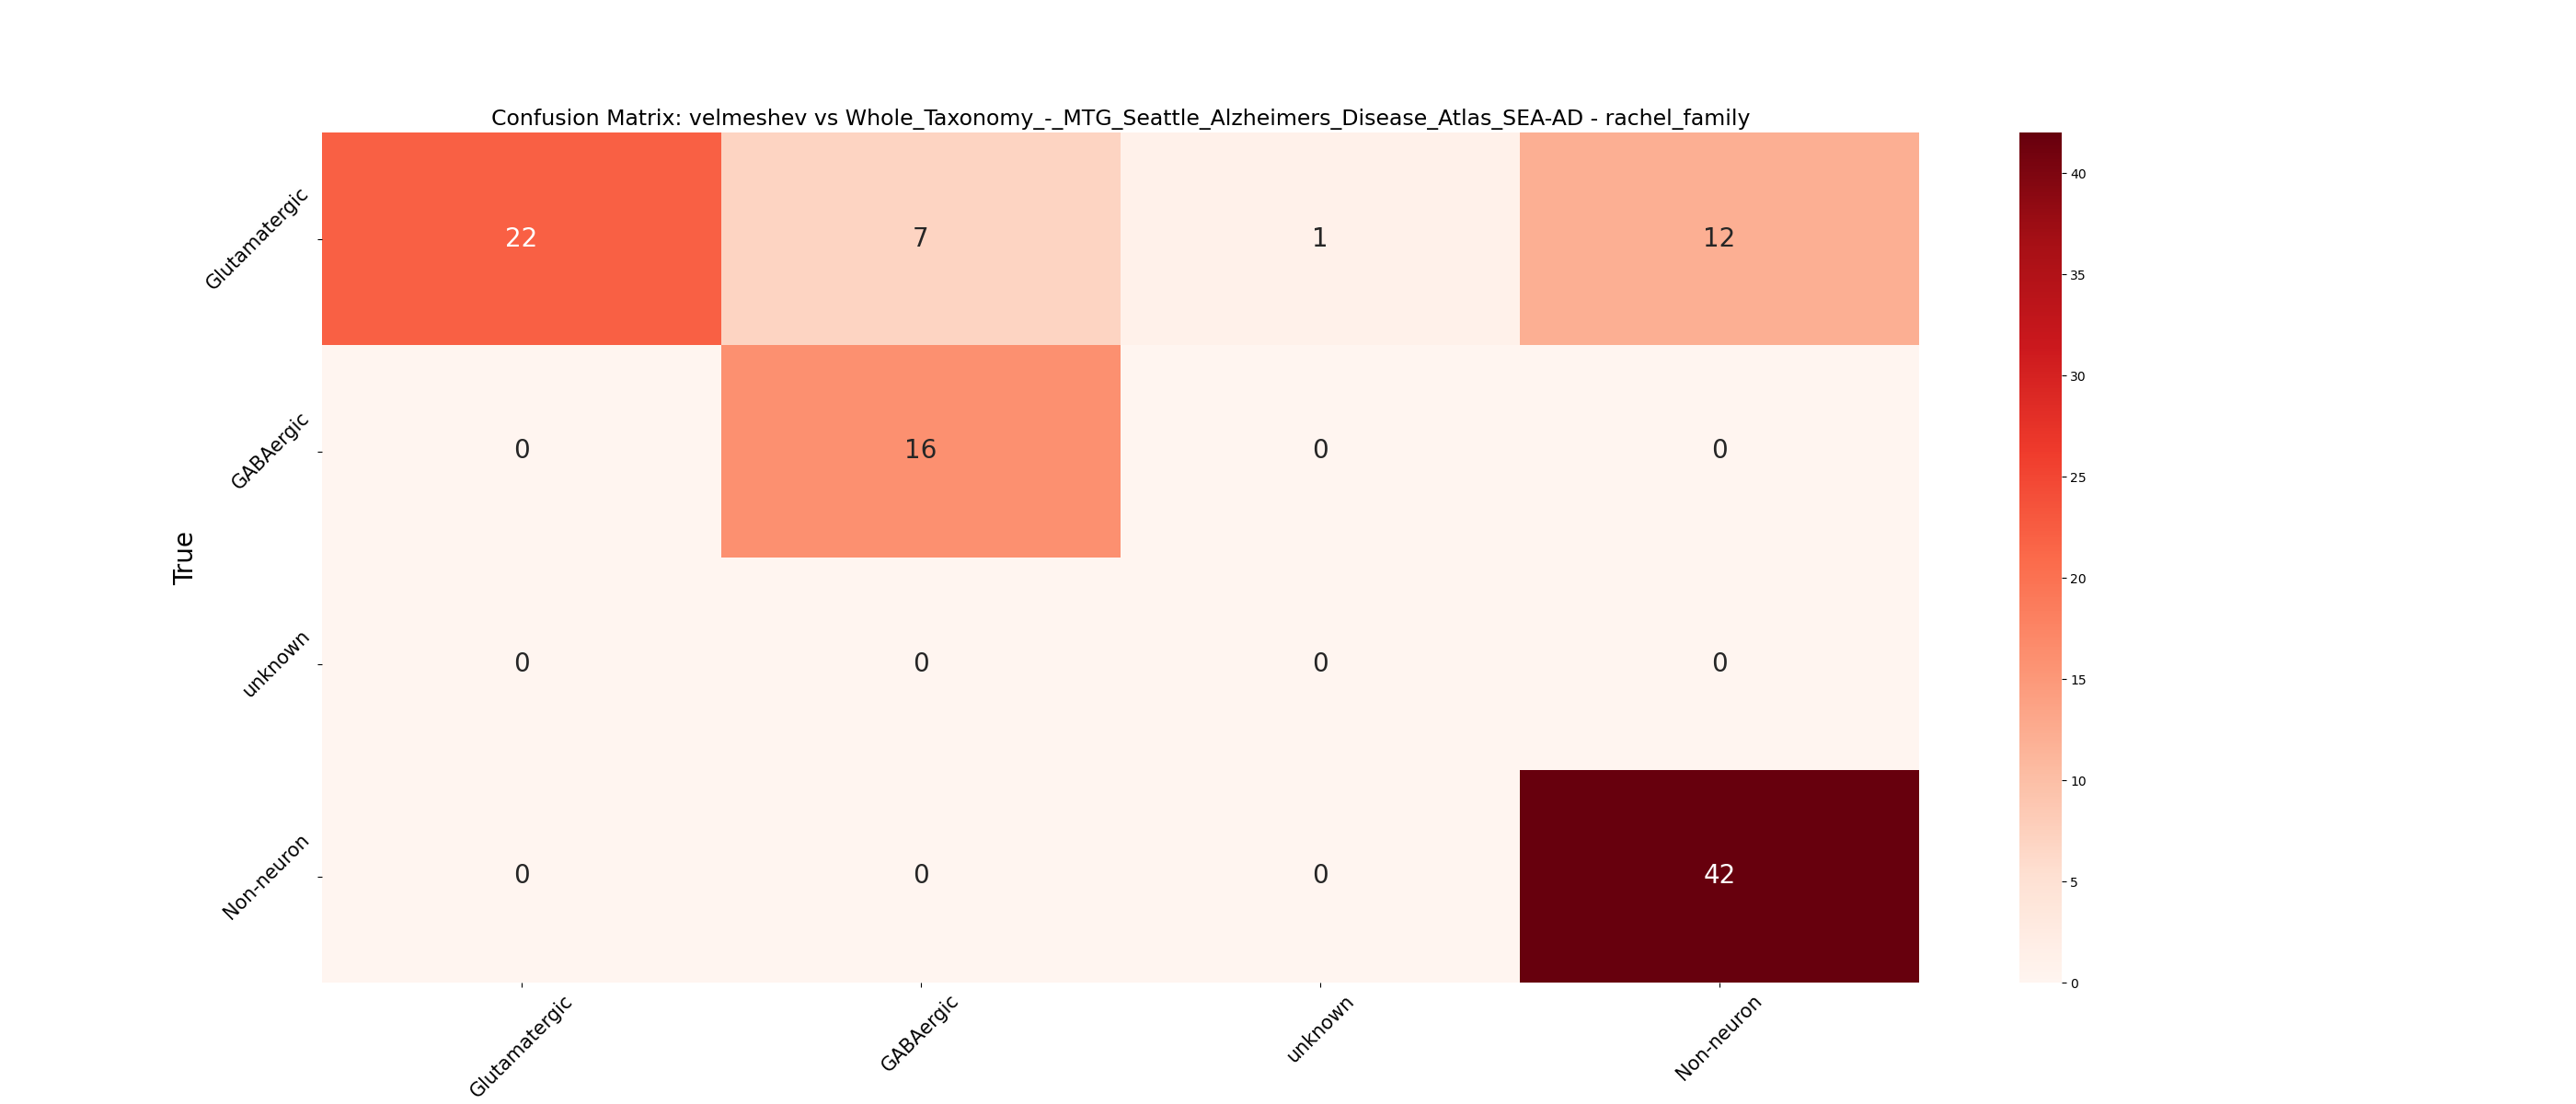 Confusion Matrix: velmeshev vs Whole_Taxonomy_-_MTG_Seattle_Alzheimers_Disease_Atlas_SEA-AD - rachel_family
Glutamatergic 22 7 1 12
GABAergic 0 16 0 0
unknown 0 0 0 0
Non-neuron 0 0 0 42
True
Glutamatergic GABAergic unknown Non-neuron
40
35
30
25
20
15
10
5
0